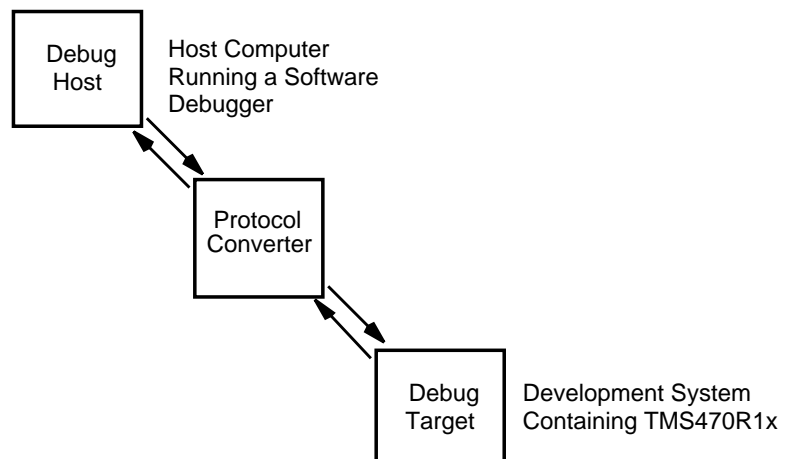 Debug
Host
Host Computer
Running a Software
Debugger
Protocol
Converter
Debug
Target
Development System
Containing TMS470R1x